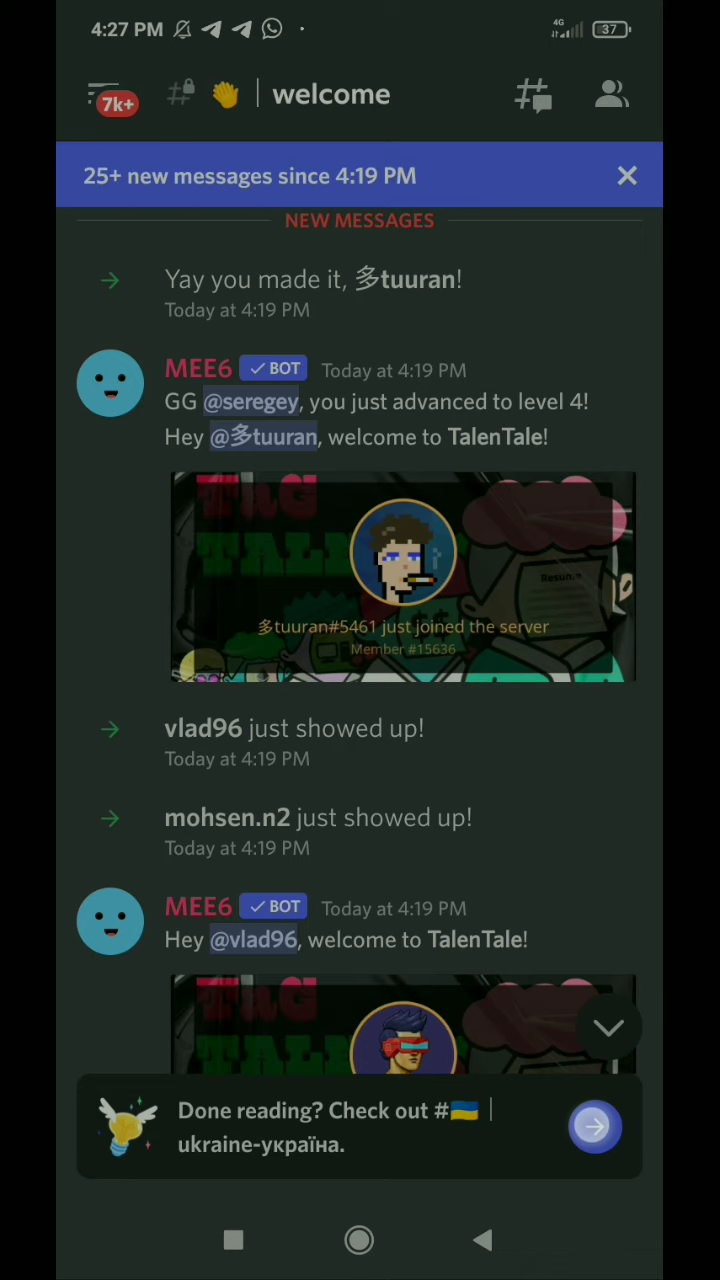 4:27 PM
4G
37
7k+
# 👋 | welcome
25+ new messages since 4:19 PM
NEW MESSAGES
Yay you made it, 多tuuran!
Today at 4:19 PM
MEE6 ✓ BOT Today at 4:19 PM
GG @seregey, you just advanced to level 4!
Hey @多tuuran, welcome to TalenTale!
THG
Resume
多tuuran#5461 just joined the server
Member #15636
vlad96 just showed up!
Today at 4:19 PM
mohsen.n2 just showed up!
Today at 4:19 PM
MEE6 ✓ BOT Today at 4:19 PM
Hey @vlad96, welcome to TalenTale!
THG
Done reading? Check out #🇺🇦 |
ukraine-україна.